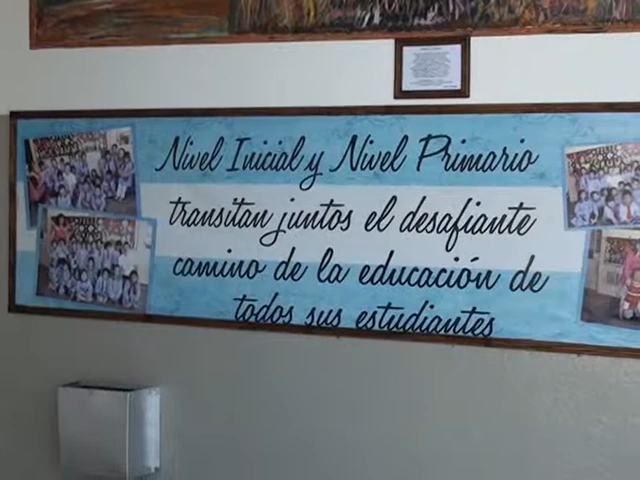 Nivel Inicial y Nivel Primario
transitan juntos el desafiante
camino de la educación de
todos sus estudiantes